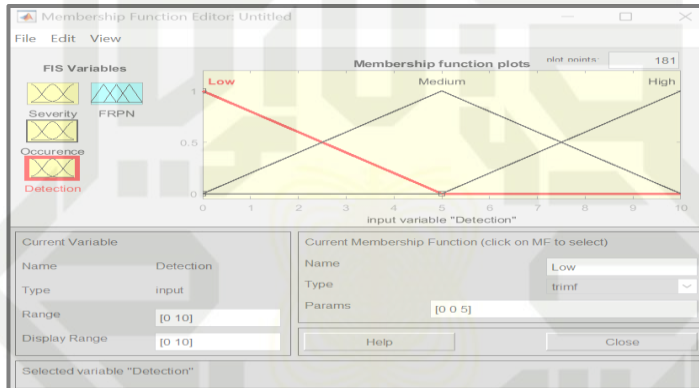 Membership Function Editor: Untitled
File Edit View
FIS Variables
Membership function plots
plot points:
181
Severity
FRPN
Occurence
Detection
Low
Medium
High
1
0.5
0
0 1 2 3 4 5 6 7 8 9 10
input variable "Detection"
Current Variable
Name Detection
Type input
Range [0 10]
Display Range [0 10]
Current Membership Function (click on MF to select)
Name Low
Type trimf
Params [0 0 5]
Help Close
Selected variable "Detection"